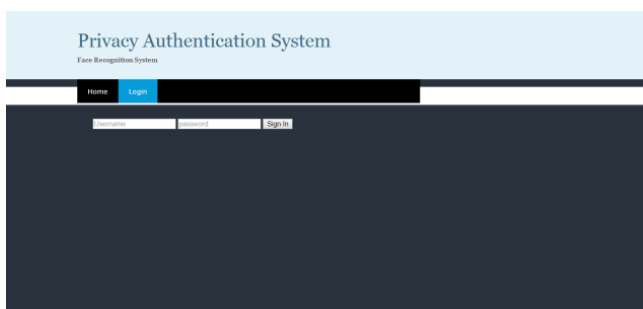 Privacy Authentication System
Face Recognition System
Home Login
Username password Sign In